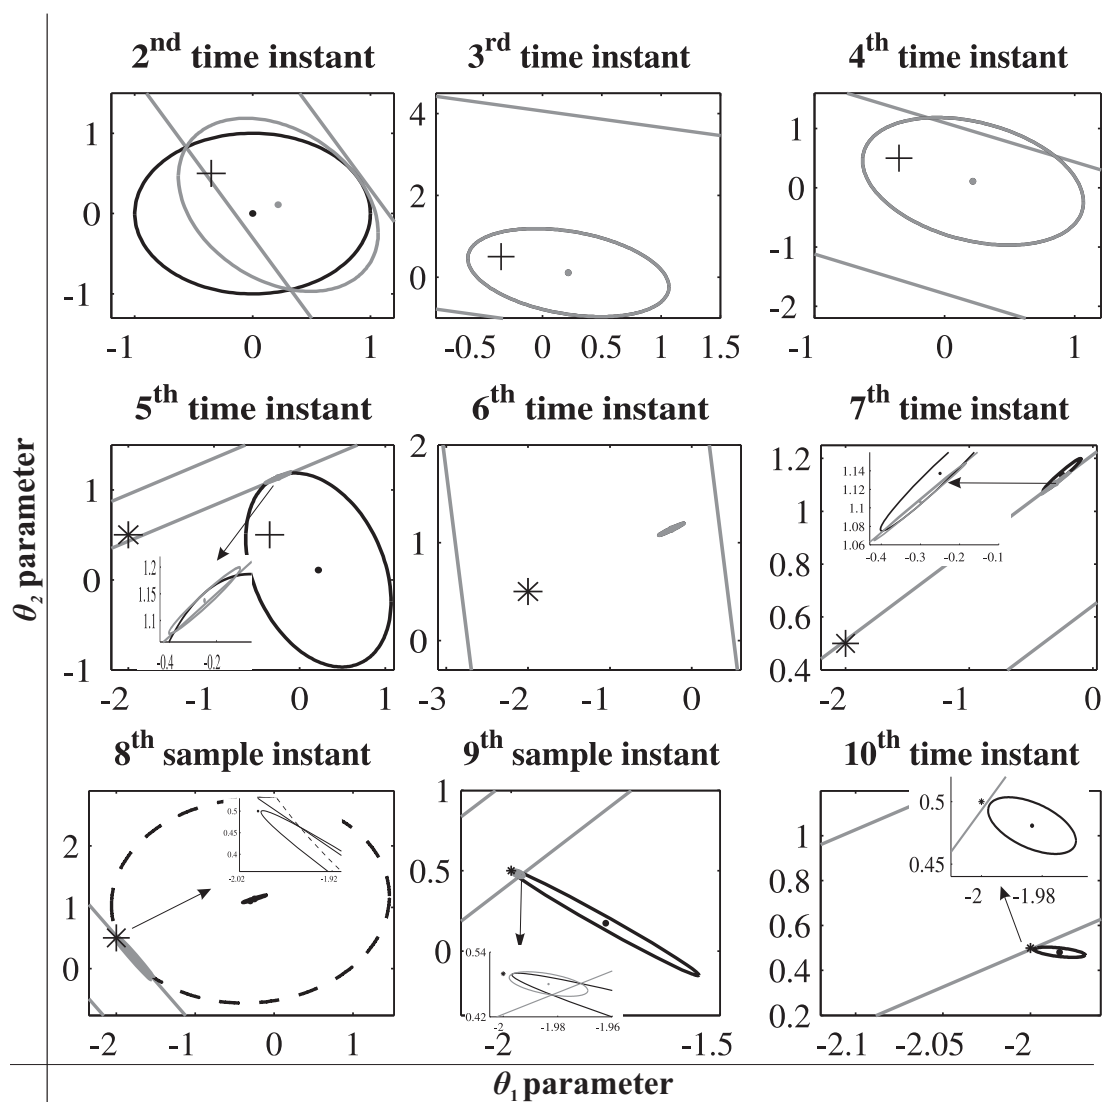 2nd time instant
1
0
-1
-1 0 1
3rd time instant
4
2
0
-0.5 0 0.5 1 1.5
4th time instant
1
0
-1
-2
-1 0 1
5th time instant
1
0
-1
-2 -1 0 1
1.2
1.15
1.1
-0.4 -0.2
6th time instant
2
1
0
-3 -2 -1 0
7th time instant
1.2
1
0.8
0.6
0.4
-2 -1 0
1.14
1.12
1.10
1.08
1.06
-0.4 -0.3 -0.2 -0.1
8th sample instant
2
1
0
-2 -1 0 1
0.5
0.45
0.4
-2.02 -1.92
9th sample instant
1
0.5
0
-2 -1.5
0.54
0.42
-2 -1.98 -1.96
10th time instant
1
0.8
0.6
0.4
0.2
-2.1 -2.05 -2
0.5
0.45
-2 -1.98
θ2 parameter
θ1 parameter